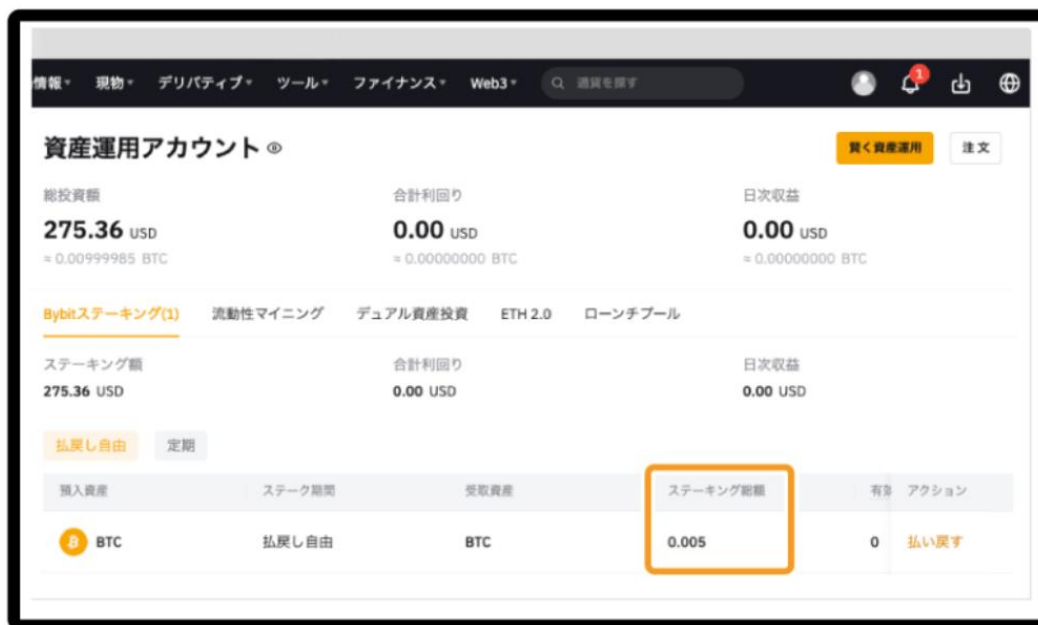 情報 現物 デリバティブ ツール ファイナンス Web3 通貨を探す 1
資産運用アカウント 賢く資産運用 注文
総投資額 合計利回り 日次収益
275.36 USD 0.00 USD 0.00 USD
≈ 0.00999985 BTC ≈ 0.00000000 BTC ≈ 0.00000000 BTC
Bybitステーキング(1) 流動性マイニング デュアル資産投資 ETH 2.0 ローンチプール
ステーキング額 合計利回り 日次収益
275.36 USD 0.00 USD 0.00 USD
払戻し自由 定期
預入資産 ステーク期間 受取資産 ステーキング総額 有効 アクション
BTC 払戻し自由 BTC 0.005 0 払い戻す